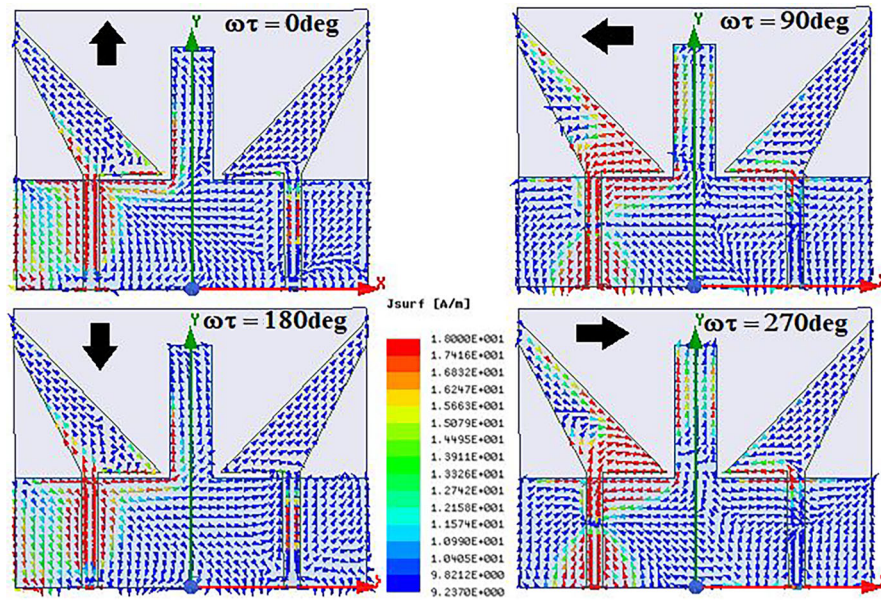 ωτ = 0deg
Y
X
ωτ = 90deg
Y
Jsurf [A/m]
1.8000E+001
1.7416E+001
1.6832E+001
1.6247E+001
1.5663E+001
1.5079E+001
1.4495E+001
1.3911E+001
1.3326E+001
1.2742E+001
1.2158E+001
1.1574E+001
1.0990E+001
1.0405E+001
9.8212E+000
9.2370E+000
ωτ = 180deg
Y
ωτ = 270deg
Y